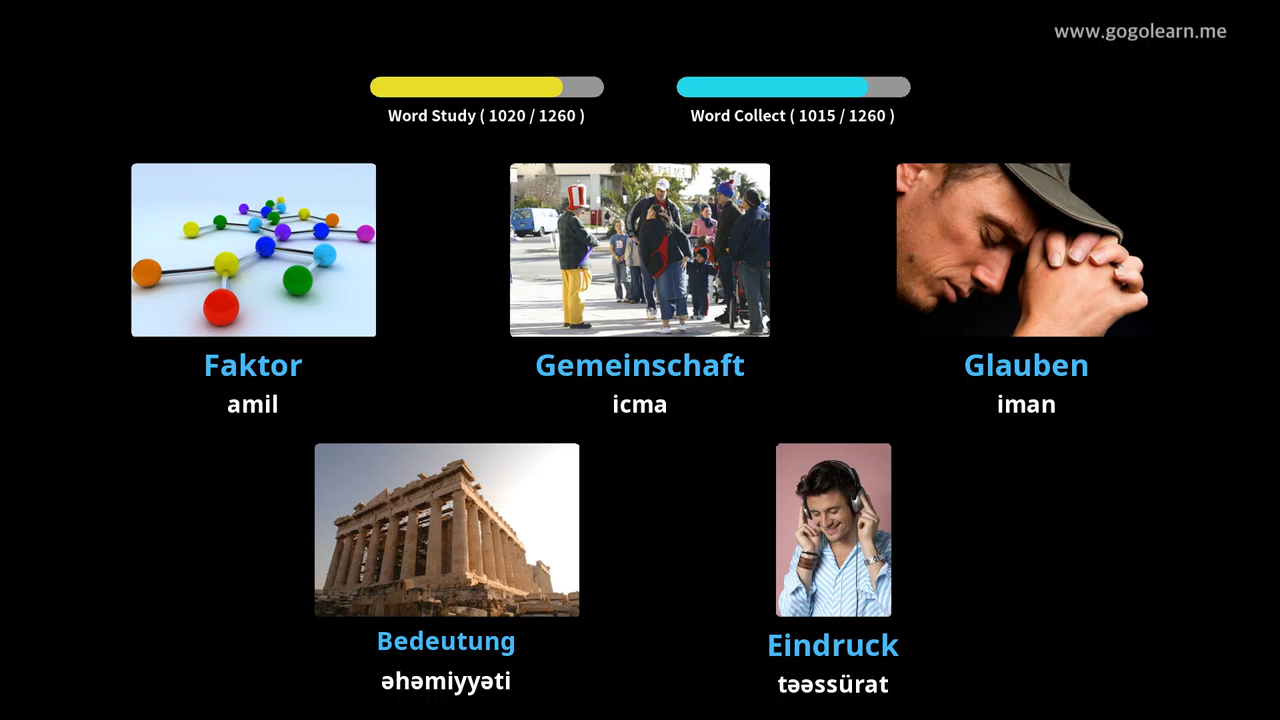 www.gogolearn.me
Word Study ( 1020 / 1260 )
Word Collect ( 1015 / 1260 )
Faktor
amil
Gemeinschaft
icma
Glauben
iman
Bedeutung
əhəmiyyəti
Eindruck
təəssürat